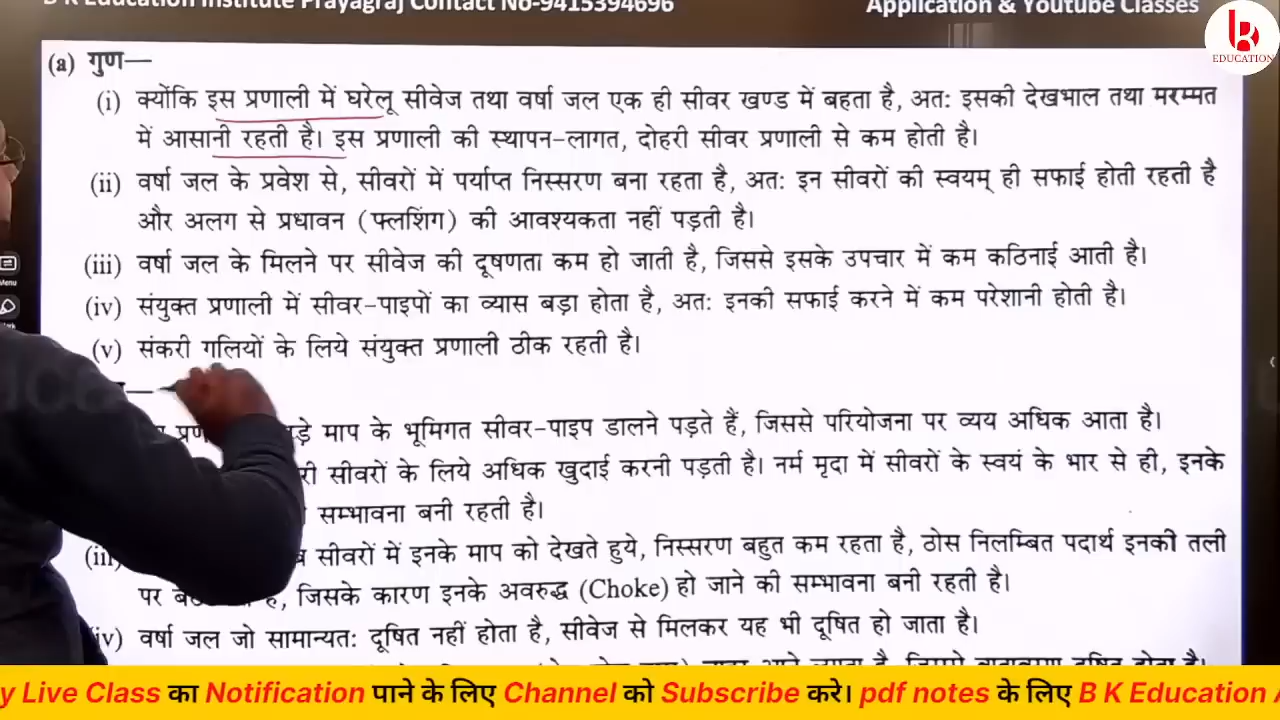 B K Education Institute Prayagraj Contact No-9415394696
Application & Youtube Classes
EDUCATION
(a) गुण—
(i) क्योंकि इस प्रणाली में घरेलू सीवेज तथा वर्षा जल एक ही सीवर खण्ड में बहता है, अतः इसकी देखभाल तथा मरम्मत
में आसानी रहती है। इस प्रणाली की स्थापन-लागत, दोहरी सीवर प्रणाली से कम होती है।
(ii) वर्षा जल के प्रवेश से, सीवरों में पर्याप्त निस्सरण बना रहता है, अतः इन सीवरों की स्वयम् ही सफाई होती रहती है
और अलग से प्रधावन (फ्लशिंग) की आवश्यकता नहीं पड़ती है।
(iii) वर्षा जल के मिलने पर सीवेज की दूषणता कम हो जाती है, जिससे इसके उपचार में कम कठिनाई आती है।
Menu
(iv) संयुक्त प्रणाली में सीवर-पाइपों का व्यास बड़ा होता है, अतः इनकी सफाई करने में कम परेशानी होती है।
(v) संकरी गलियों के लिये संयुक्त प्रणाली ठीक रहती है।
माप के भूमिगत सीवर-पाइप डालने पड़ते हैं, जिससे परियोजना पर व्यय अधिक आता है।
सीवरों के लिये अधिक खुदाई करनी पड़ती है। नर्म मृदा में सीवरों के स्वयं के भार से ही, इनके
सम्भावना बनी रहती है।
(iii) सीवरों में इनके माप को देखते हुये, निस्सरण बहुत कम रहता है, ठोस निलम्बित पदार्थ इनकी तली
पर है, जिसके कारण इनके अवरुद्ध (Choke) हो जाने की सम्भावना बनी रहती है।
(iv) वर्षा जल जो सामान्यतः दूषित नहीं होता है, सीवेज से मिलकर यह भी दूषित हो जाता है।
y Live Class का Notification पाने के लिए Channel को Subscribe करे। pdf notes के लिए B K Education A